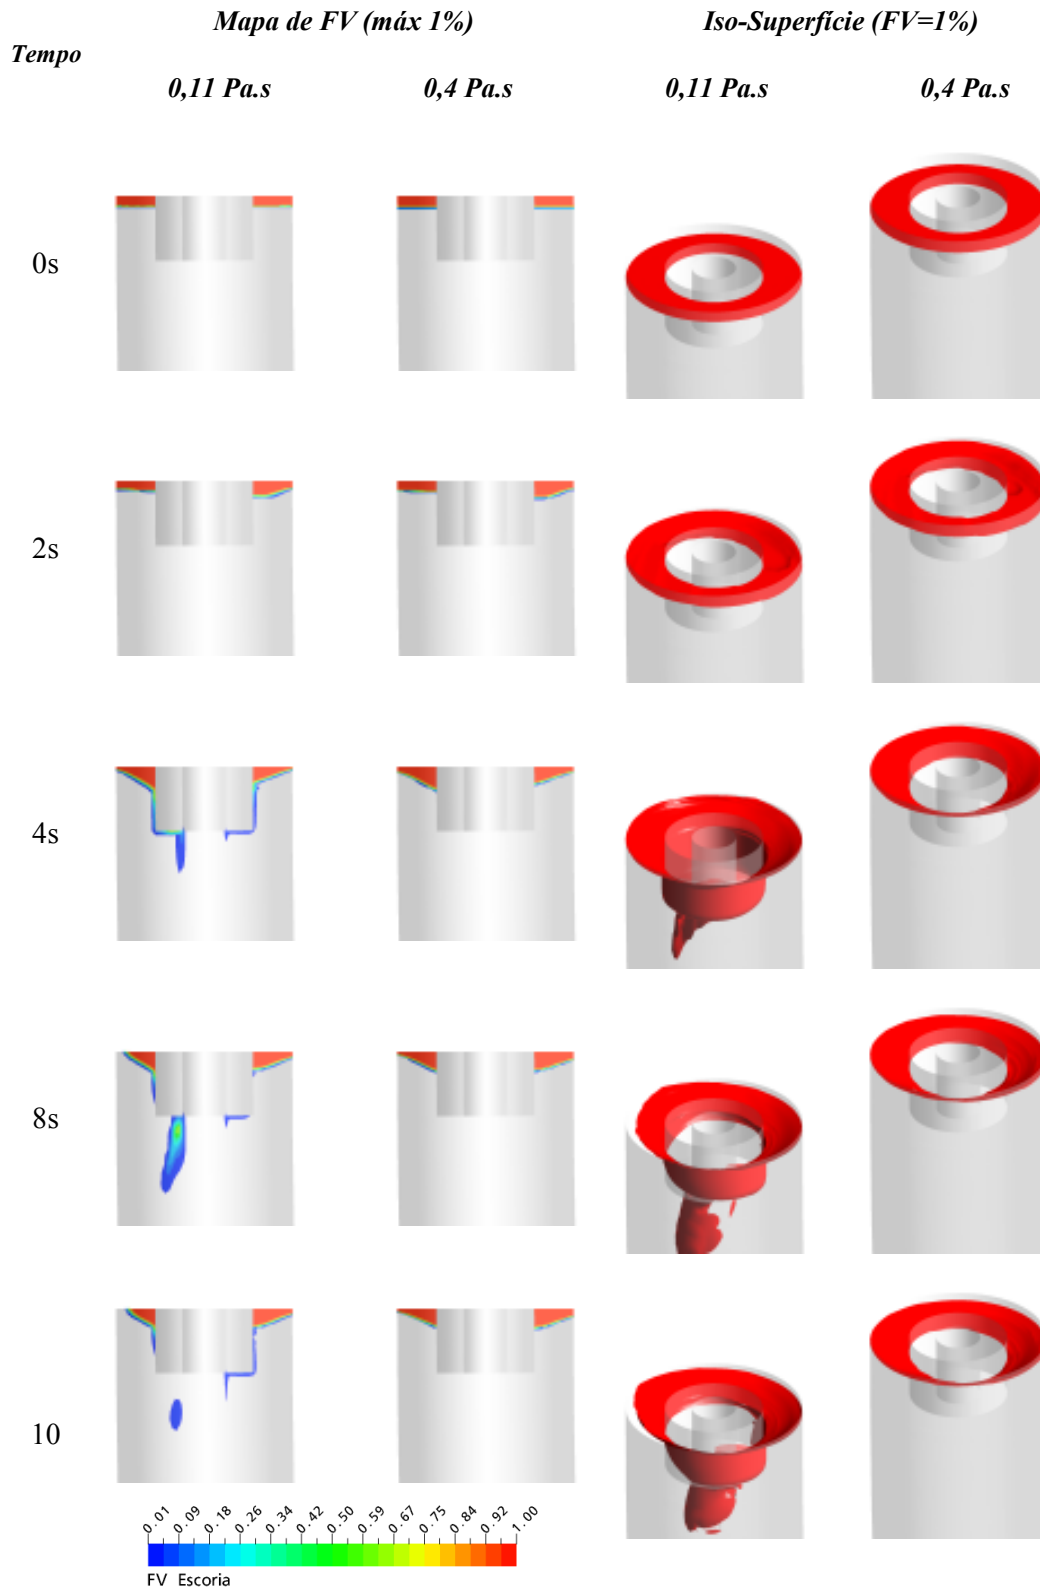 Mapa de FV (máx 1%)
Iso-Superfície (FV=1%)
Tempo
0,11 Pa.s
0,4 Pa.s
0,11 Pa.s
0,4 Pa.s
0s
2s
4s
8s
10
0.01 0.09 0.18 0.26 0.34 0.42 0.50 0.59 0.67 0.75 0.84 0.92 1.00
FV Escoria